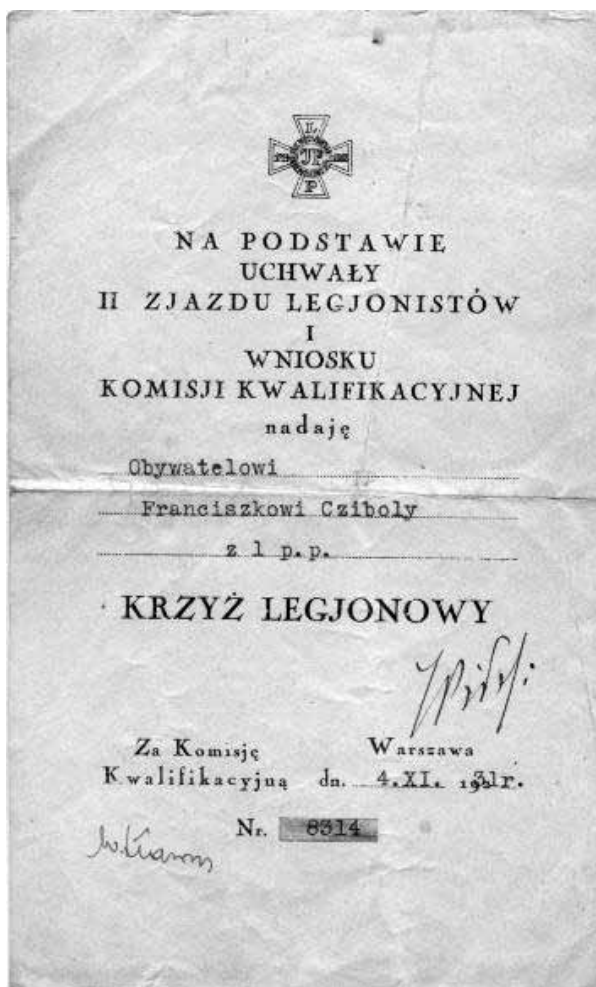 L
JP
P
NA PODSTAWIE
UCHWAŁY
II ZJAZDU LEGJONISTÓW
I
WNIOSKU
KOMISJI KWALIFIKACYJNEJ
nadaję
Obywatelowi
Franciszkowi Cziboly
z 1 p.p.
KRZYŻ LEGJONOWY
Za Komisję Warszawa
Kwalifikacyjną dn. 4.XI. 1931r.
Nr. 8314